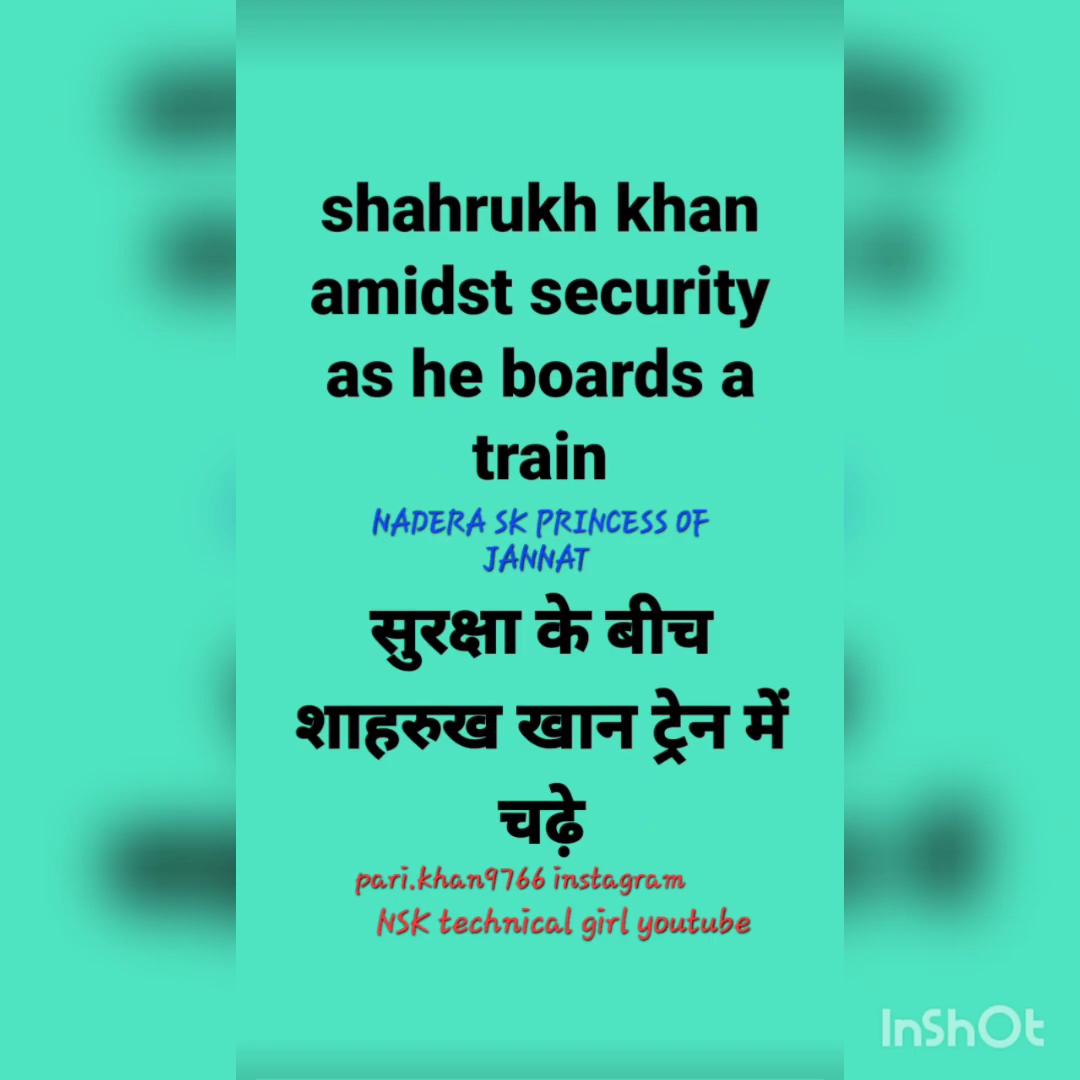 shahrukh khan
amidst security
as he boards a
train
NADERA SK PRINCESS OF
JANNAT
सुरक्षा के बीच
शाहरुख खान ट्रेन में
चढ़े
pari.khan9766 instagram
NSK technical girl youtube
InShOt